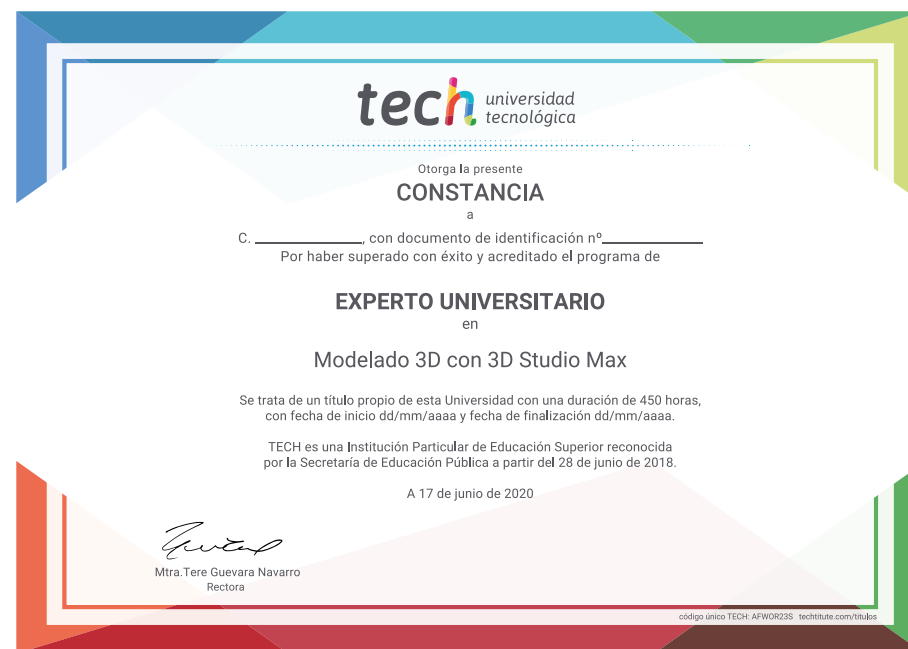 tech universidad
tecnológica
Otorga la presente
CONSTANCIA
a
C. ____________, con documento de identificación nº____________
Por haber superado con éxito y acreditado el programa de
EXPERTO UNIVERSITARIO
en
Modelado 3D con 3D Studio Max
Se trata de un título propio de esta Universidad con una duración de 450 horas,
con fecha de inicio dd/mm/aaaa y fecha de finalización dd/mm/aaaa.
TECH es una Institución Particular de Educación Superior reconocida
por la Secretaría de Educación Pública a partir del 28 de junio de 2018.
A 17 de junio de 2020
Mtra.Tere Guevara Navarro
Rectora
código único TECH: AFWOR23S techtitute.com/titulos